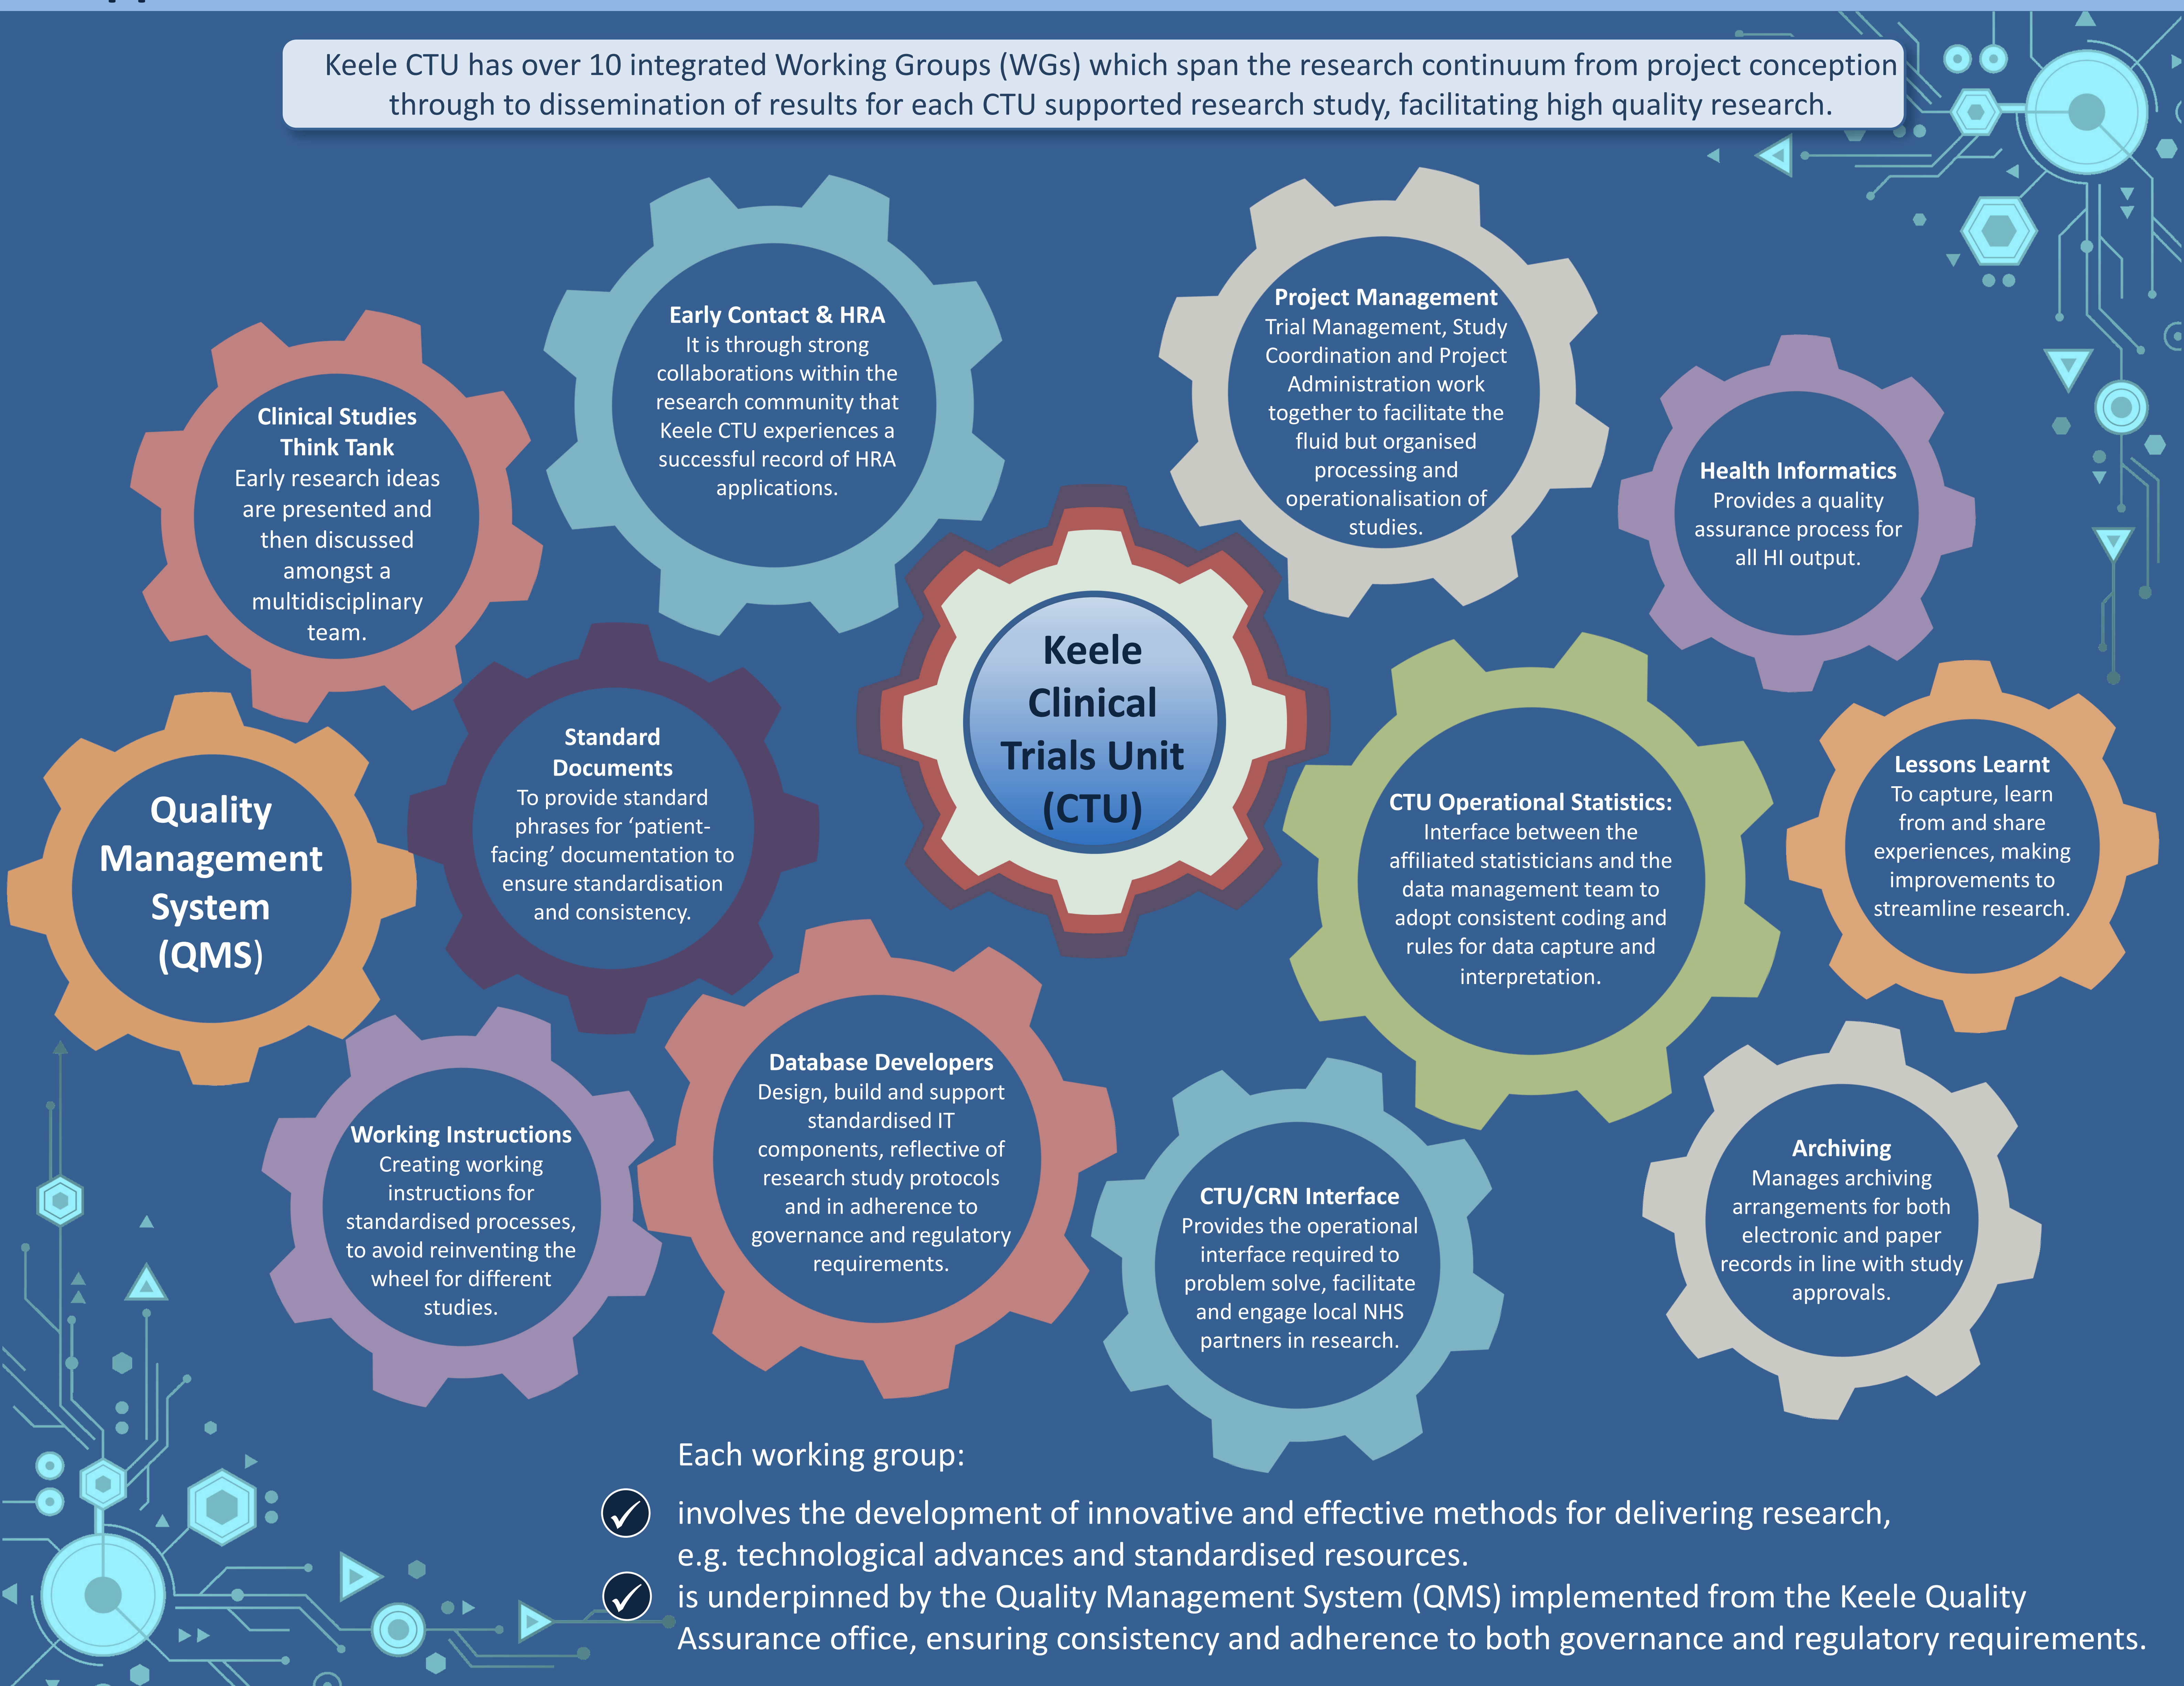 Keele CTU has over 10 integrated Working Groups (WGs) which span the research continuum from project conception
through to dissemination of results for each CTU supported research study, facilitating high quality research.
Clinical Studies
Think Tank
Early research ideas
are presented and
then discussed
amongst a
multidisciplinary
team.
Early Contact & HRA
It is through strong
collaborations within the
research community that
Keele CTU experiences a
successful record of HRA
applications.
Project Management
Trial Management, Study
Coordination and Project
Administration work
together to facilitate the
fluid but organised
processing and
operationalisation of
studies.
Health Informatics
Provides a quality
assurance process for
all HI output.
Quality
Management
System
(QMS)
Standard
Documents
To provide standard
phrases for ‘patient-
facing’ documentation to
ensure standardisation
and consistency.
Keele
Clinical
Trials Unit
(CTU)
CTU Operational Statistics:
Interface between the
affiliated statisticians and the
data management team to
adopt consistent coding and
rules for data capture and
interpretation.
Lessons Learnt
To capture, learn
from and share
experiences, making
improvements to
streamline research.
Working Instructions
Creating working
instructions for
standardised processes,
to avoid reinventing the
wheel for different
studies.
Database Developers
Design, build and support
standardised IT
components, reflective of
research study protocols
and in adherence to
governance and regulatory
requirements.
CTU/CRN Interface
Provides the operational
interface required to
problem solve, facilitate
and engage local NHS
partners in research.
Archiving
Manages archiving
arrangements for both
electronic and paper
records in line with study
approvals.
Each working group:
involves the development of innovative and effective methods for delivering research,
e.g. technological advances and standardised resources.
is underpinned by the Quality Management System (QMS) implemented from the Keele Quality
Assurance office, ensuring consistency and adherence to both governance and regulatory requirements.